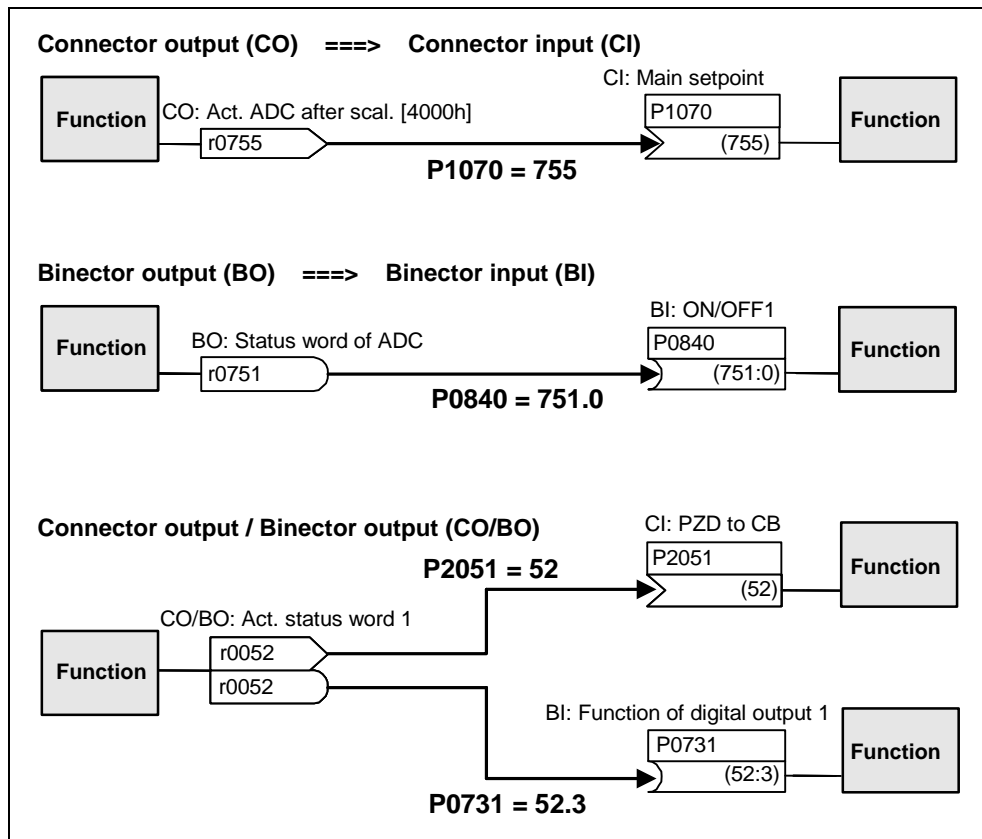 Connector output (CO) ===> Connector input (CI)
CI: Main setpoint
Function
CO: Act. ADC after scal. [4000h]
r0755
P1070
(755)
Function
P1070 = 755
Binector output (BO) ===> Binector input (BI)
BI: ON/OFF1
Function
BO: Status word of ADC
r0751
P0840
(751:0)
Function
P0840 = 751.0
Connector output / Binector output (CO/BO)
CI: PZD to CB
P2051 = 52
P2051
(52)
Function
CO/BO: Act. status word 1
Function
r0052
r0052
BI: Function of digital output 1
P0731
(52:3)
Function
P0731 = 52.3